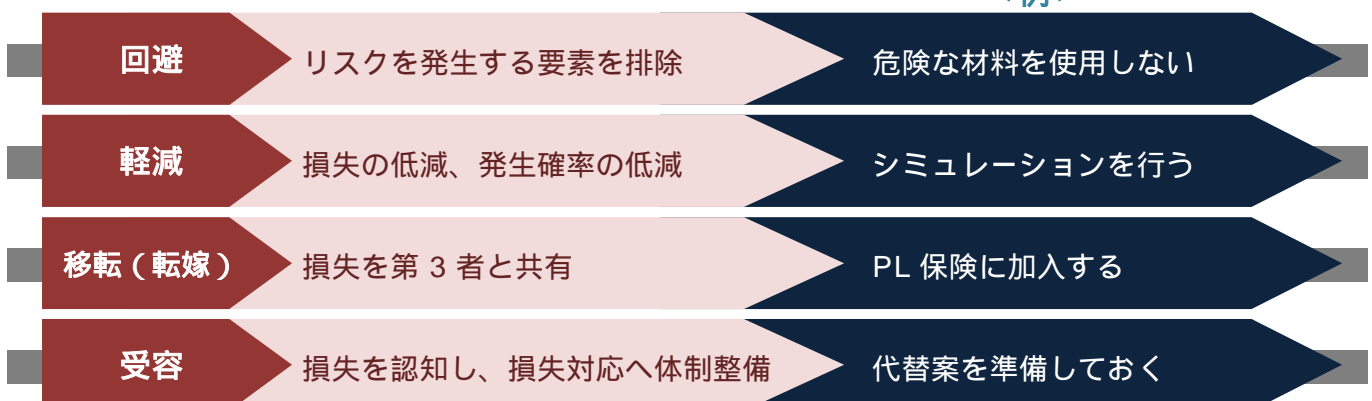 <例>
回避 リスクを発生する要素を排除 危険な材料を使用しない
軽減 損失の低減、発生確率の低減 シミュレーションを行う
移転（転嫁） 損失を第 3 者と共有 PL 保険に加入する
受容 損失を認知し、損失対応へ体制整備 代替案を準備しておく